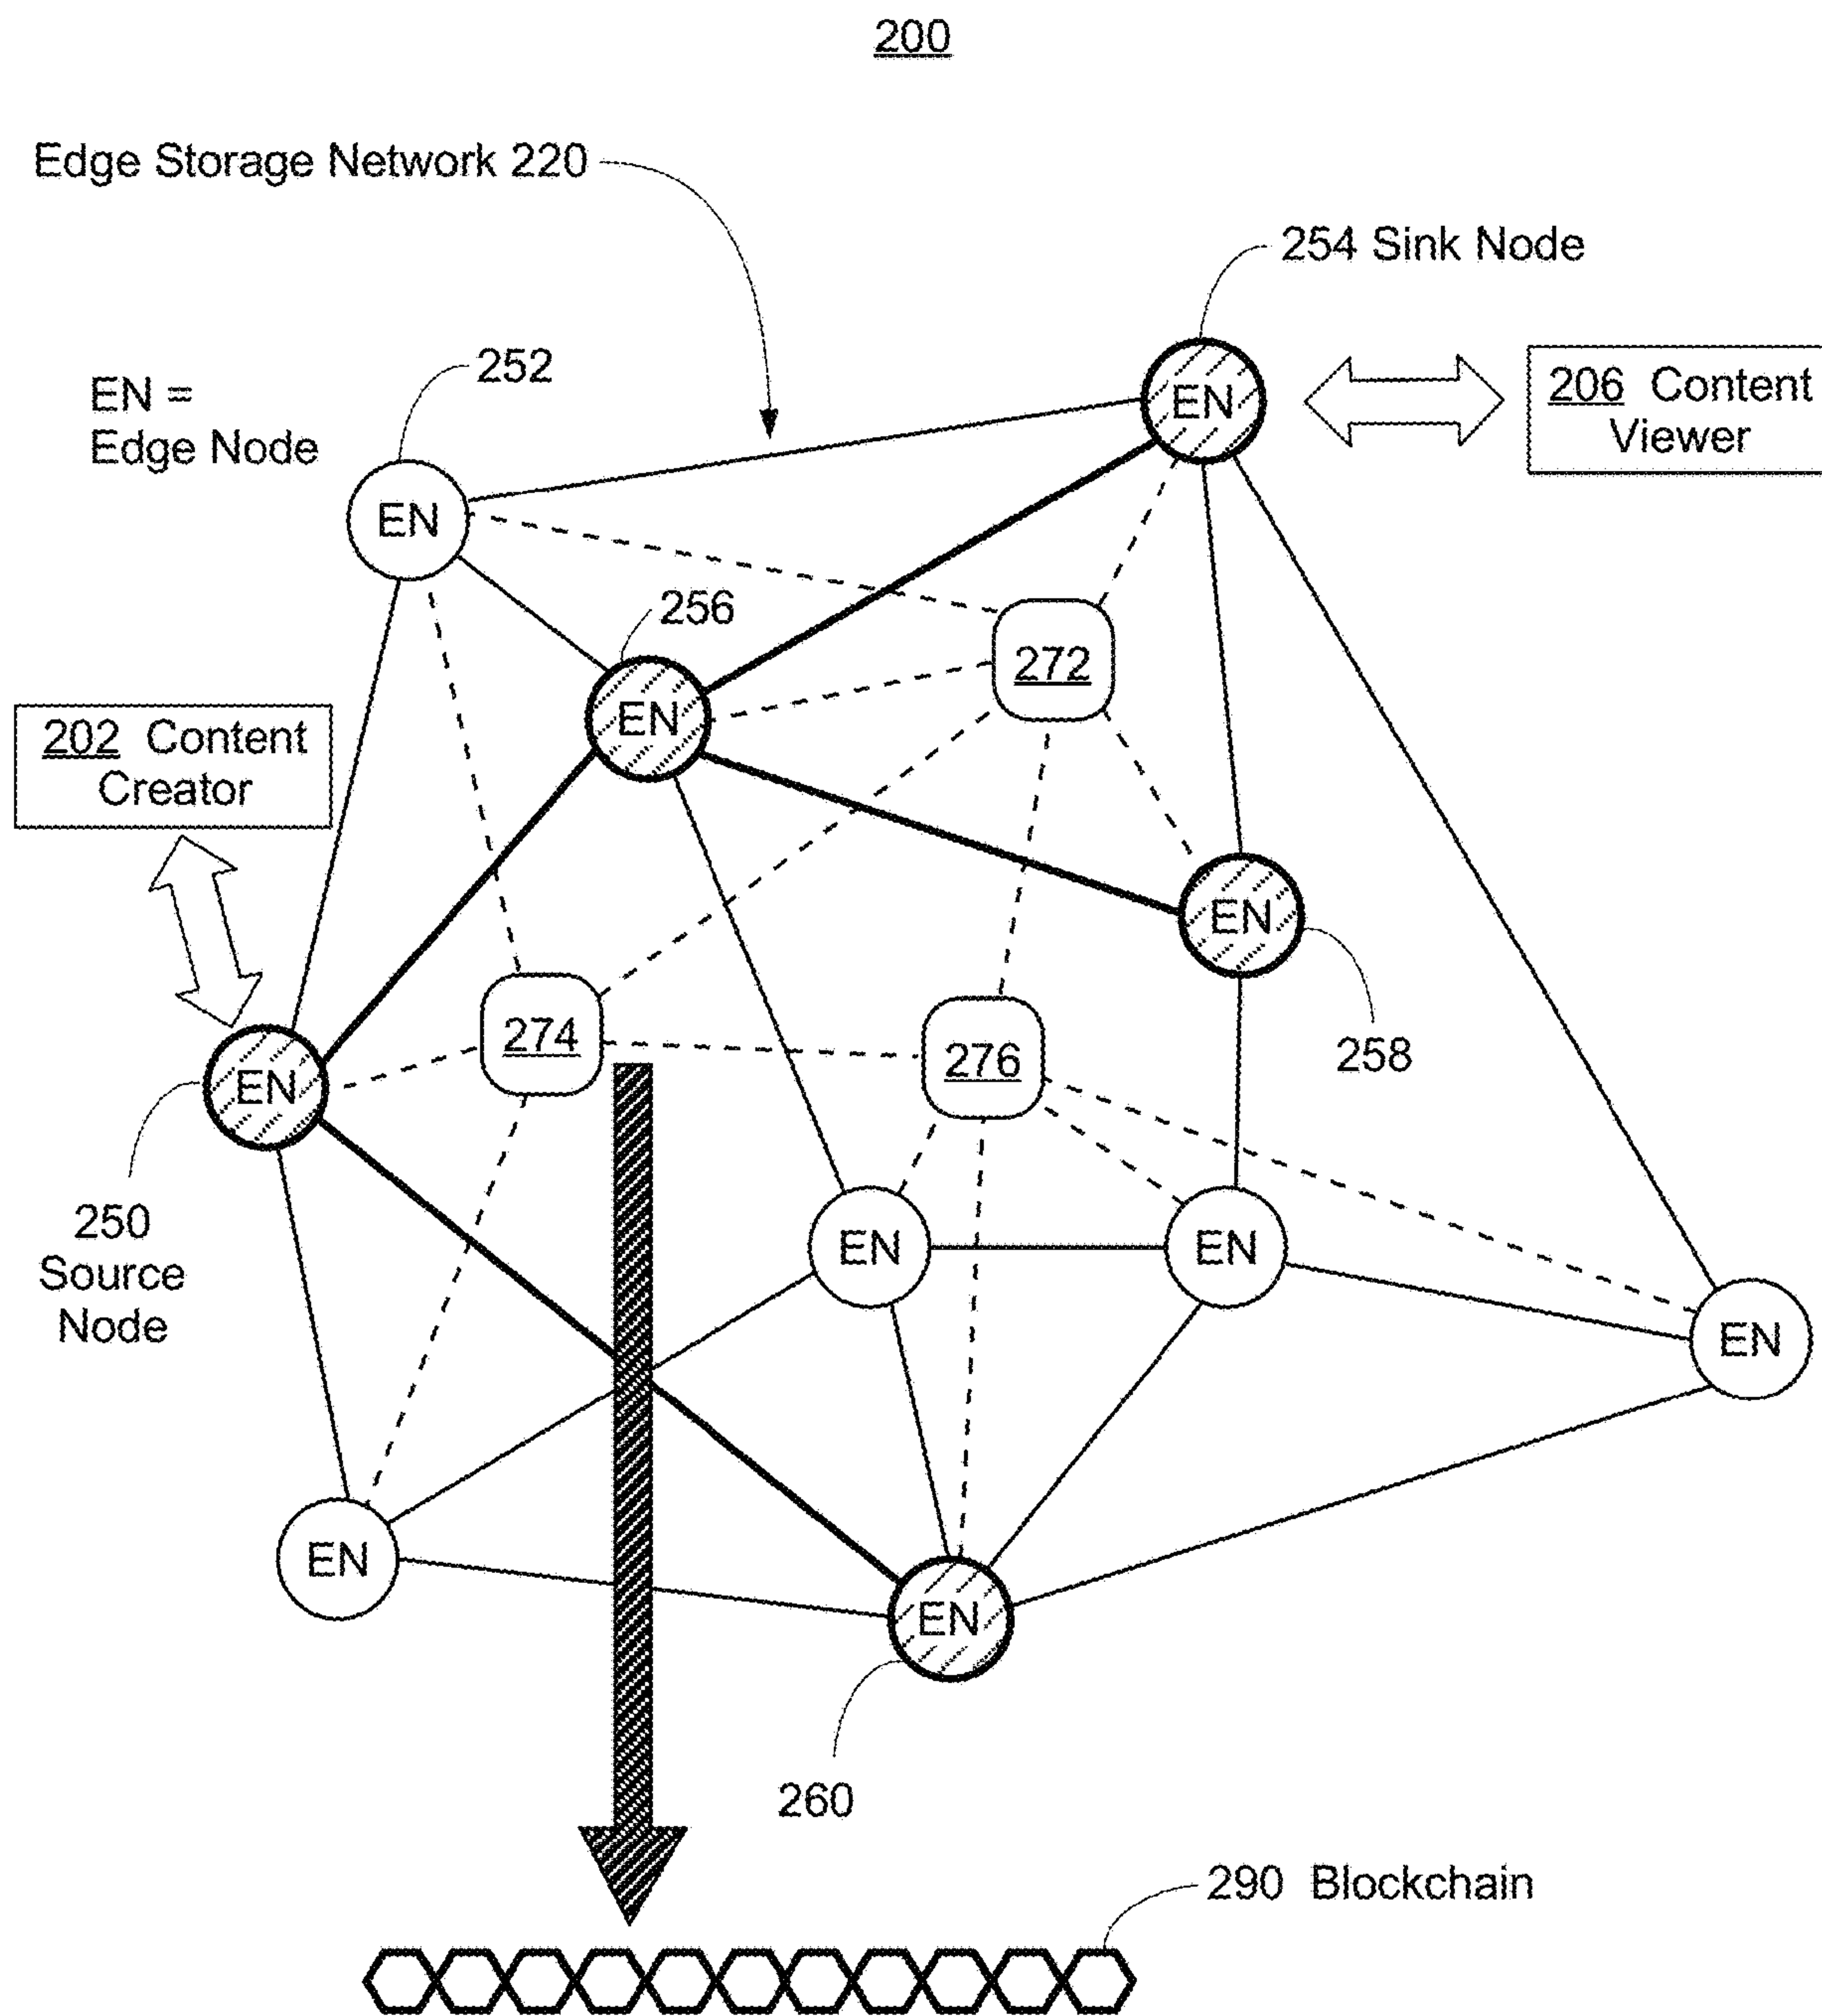 200
Edge Storage Network 220
254 Sink Node
252
EN =
Edge Node
EN
206 Content
Viewer
EN
256
272
EN
202 Content
Creator
EN
258
274
276
EN
250
Source
Node
EN
EN
EN
EN
EN
260
290 Blockchain